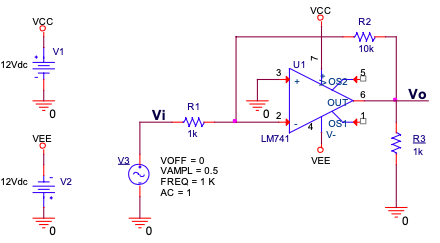 VCC
VCC
R2
10k
V1
12Vdc
0
U1
7
3
+
V+
OS2
5
OUT
6
Vo
Vi
R1
1k
0
2
-
OS1
1
4
V-
LM741
VEE
R3
1k
VEE
V3
VOFF = 0
VAMPL = 0.5
FREQ = 1 K
AC = 1
12Vdc
V2
0
0
0